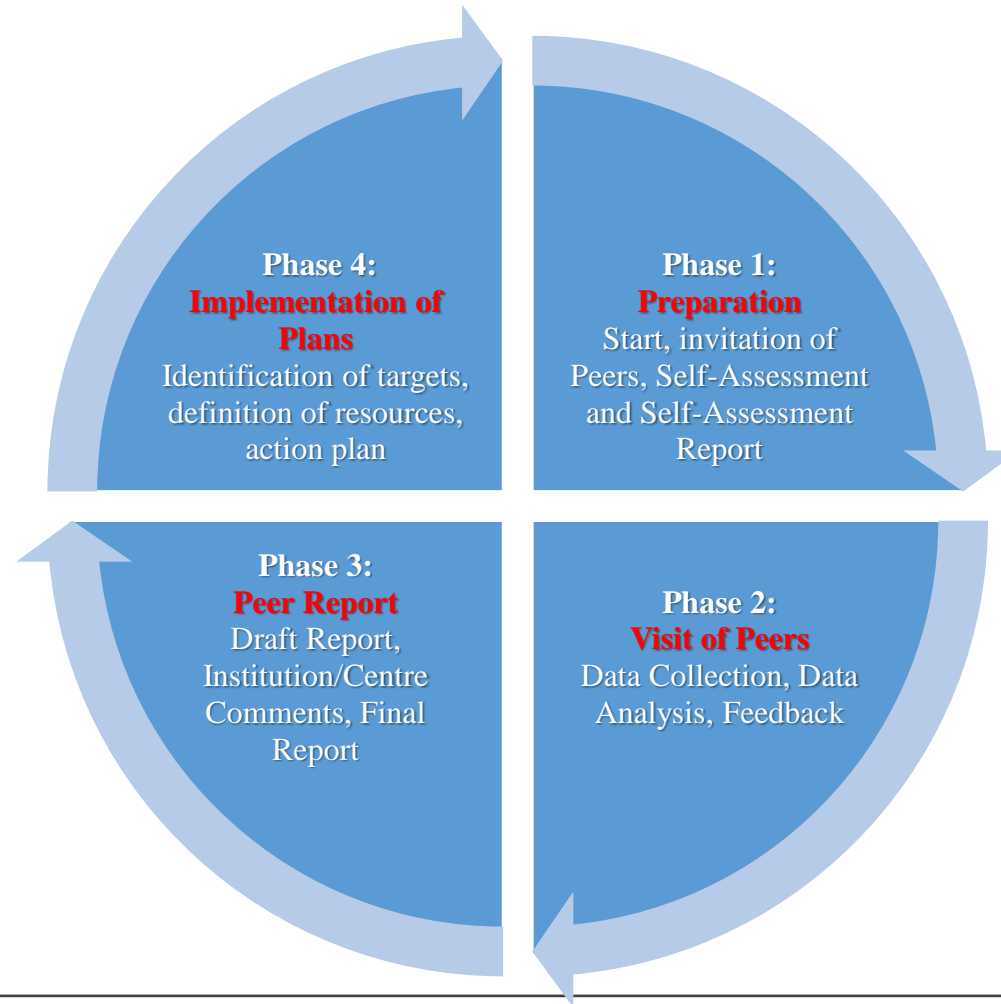 Phase 1:
Preparation
Start, invitation of
Peers, Self-Assessment
and Self-Assessment
Report
Phase 2:
Visit of Peers
Data Collection, Data
Analysis, Feedback
Phase 3:
Peer Report
Draft Report,
Institution/Centre
Comments, Final
Report
Phase 4:
Implementation of
Plans
Identification of targets,
definition of resources,
action plan